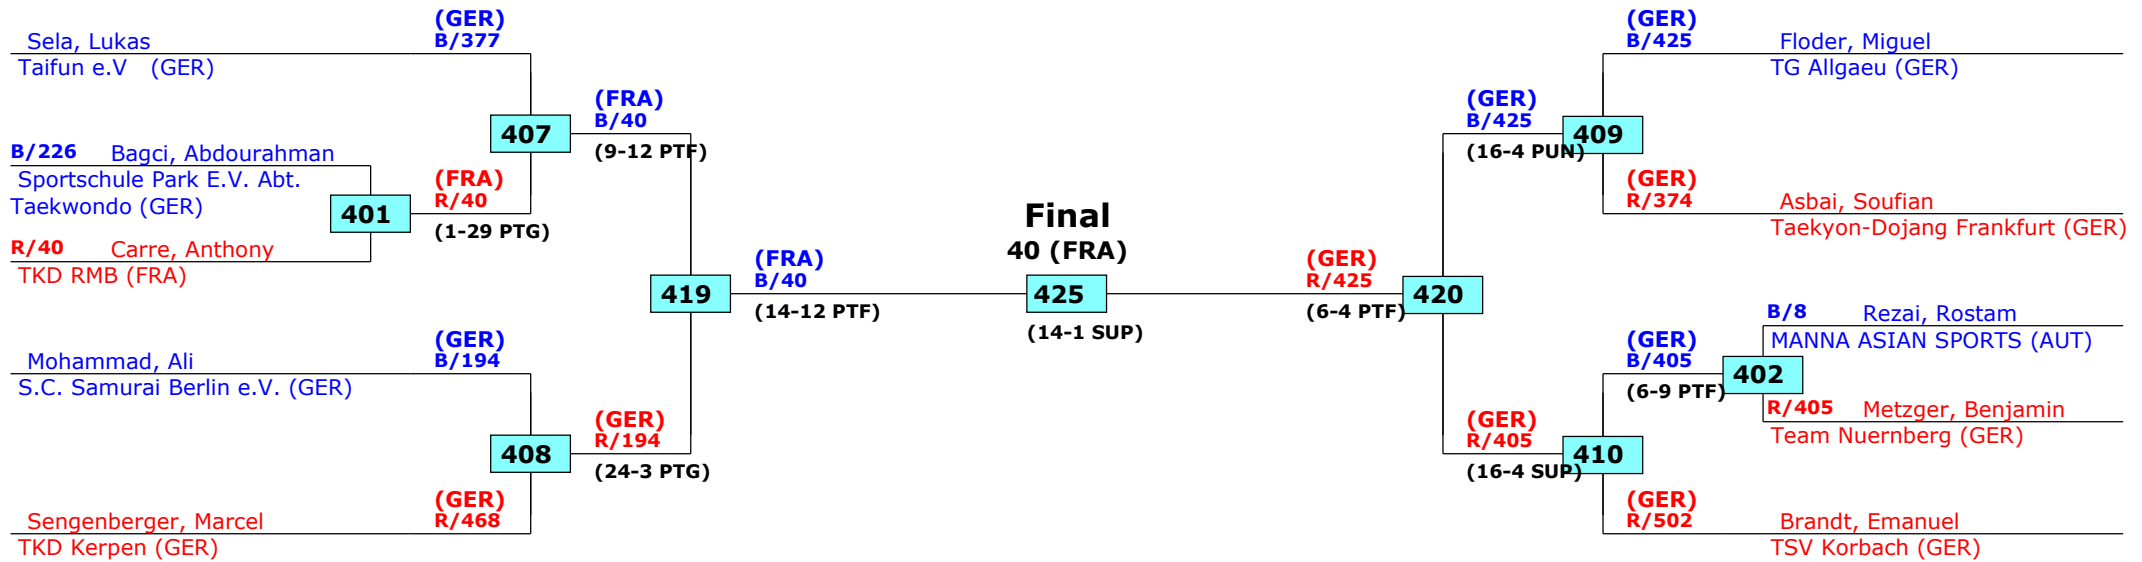 (GER)
B/377
Sela, Lukas
Taifun e.V (GER)
407
(FRA)
B/40
(9-12 PTF)
B/226 Bagci, Abdourahman
Sportschule Park E.V. Abt.
Taekwondo (GER)
401
(FRA)
R/40
(1-29 PTG)
R/40 Carre, Anthony
TKD RMB (FRA)
419
(FRA)
B/40
(14-12 PTF)
(GER)
B/194
Mohammad, Ali
S.C. Samurai Berlin e.V. (GER)
408
(GER)
R/194
(24-3 PTG)
(GER)
R/468
Sengenberger, Marcel
TKD Kerpen (GER)
Final
40 (FRA)
425
(14-1 SUP)
(GER)
R/425
(6-4 PTF)
420
(GER)
B/425
Floder, Miguel
TG Allgaeu (GER)
(GER)
B/425
(16-4 PUN)
409
(GER)
R/374
Asbai, Soufian
Taekyon-Dojang Frankfurt (GER)
B/8 Rezai, Rostam
MANNA ASIAN SPORTS (AUT)
(GER)
B/405
(6-9 PTF)
402
R/405 Metzger, Benjamin
Team Nuernberg (GER)
(GER)
R/405
(16-4 SUP)
410
(GER)
R/502
Brandt, Emanuel
TSV Korbach (GER)